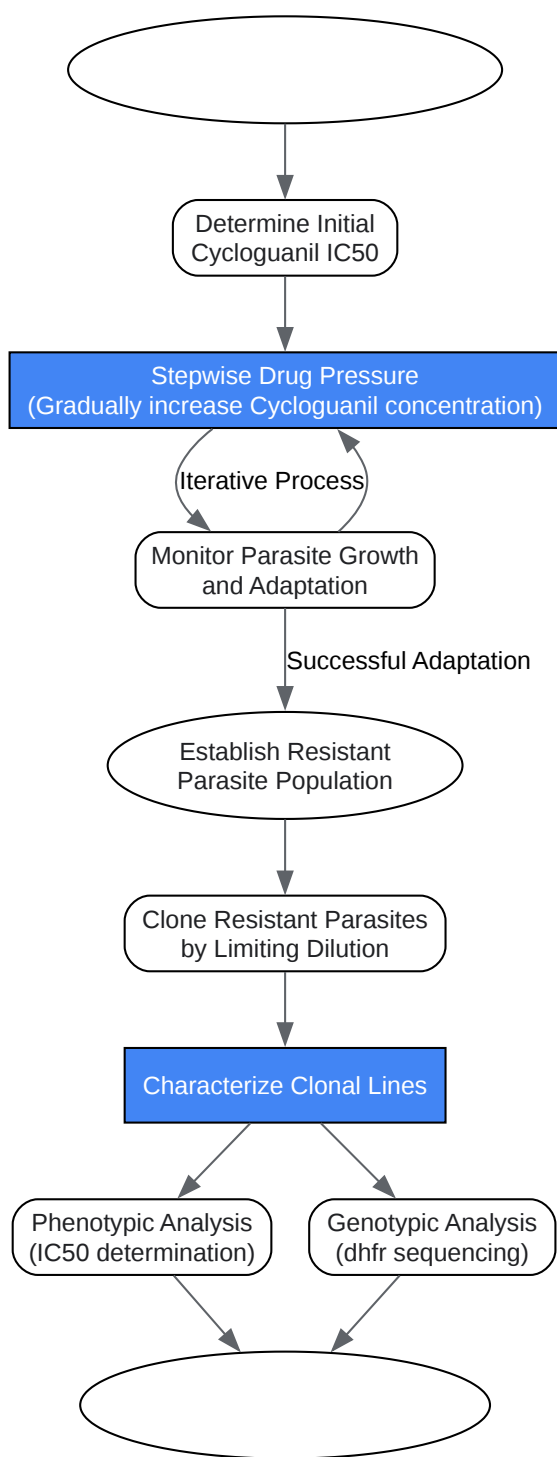 Determine Initial
Cycloguanil IC50
Stepwise Drug Pressure
(Gradually increase Cycloguanil concentration)
Iterative Process
Monitor Parasite Growth
and Adaptation
Successful Adaptation
Establish Resistant
Parasite Population
Clone Resistant Parasites
by Limiting Dilution
Characterize Clonal Lines
Phenotypic Analysis
(IC50 determination)
Genotypic Analysis
(dhfr sequencing)